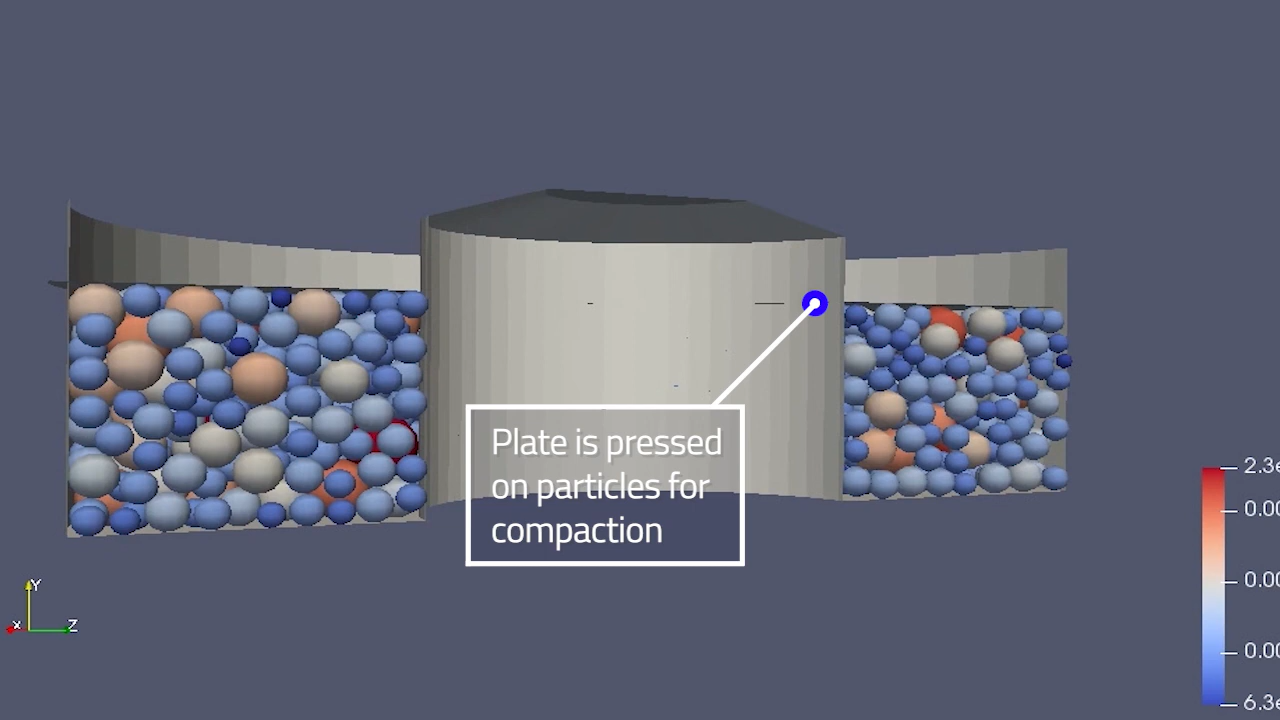 Plate is pressed
on particles for
compaction
2.3e
0.00
0.00
0.00
6.3e
Y
x
Z